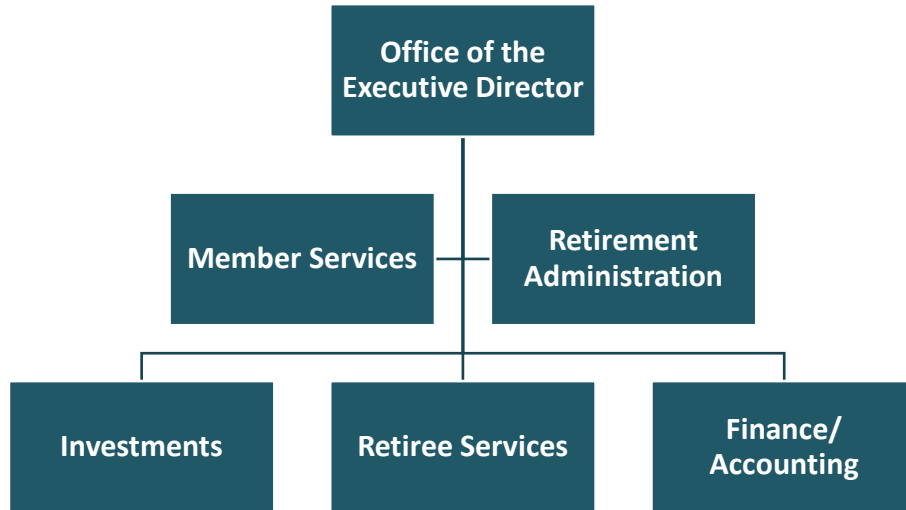 Office of the
Executive Director
Member Services
Retirement
Administration
Investments
Retiree Services
Finance/
Accounting